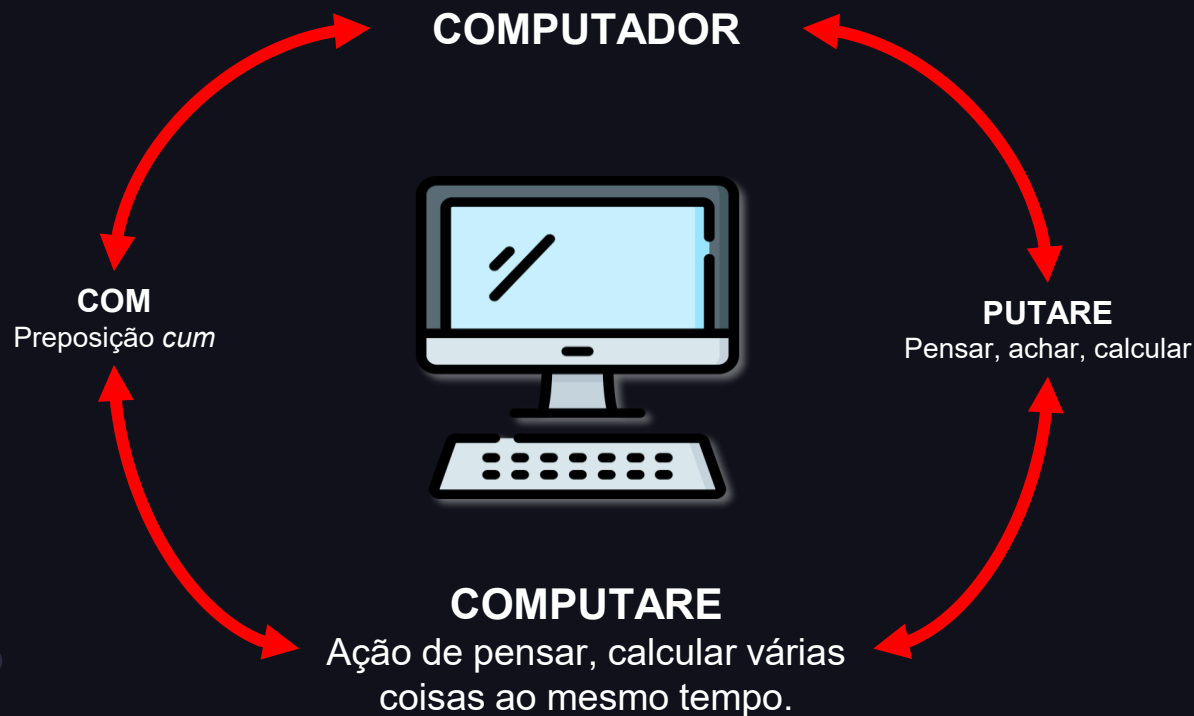 COMPUTADOR
COM
Preposição cum
PUTARE
Pensar, achar, calcular
COMPUTARE
Ação de pensar, calcular várias
coisas ao mesmo tempo.